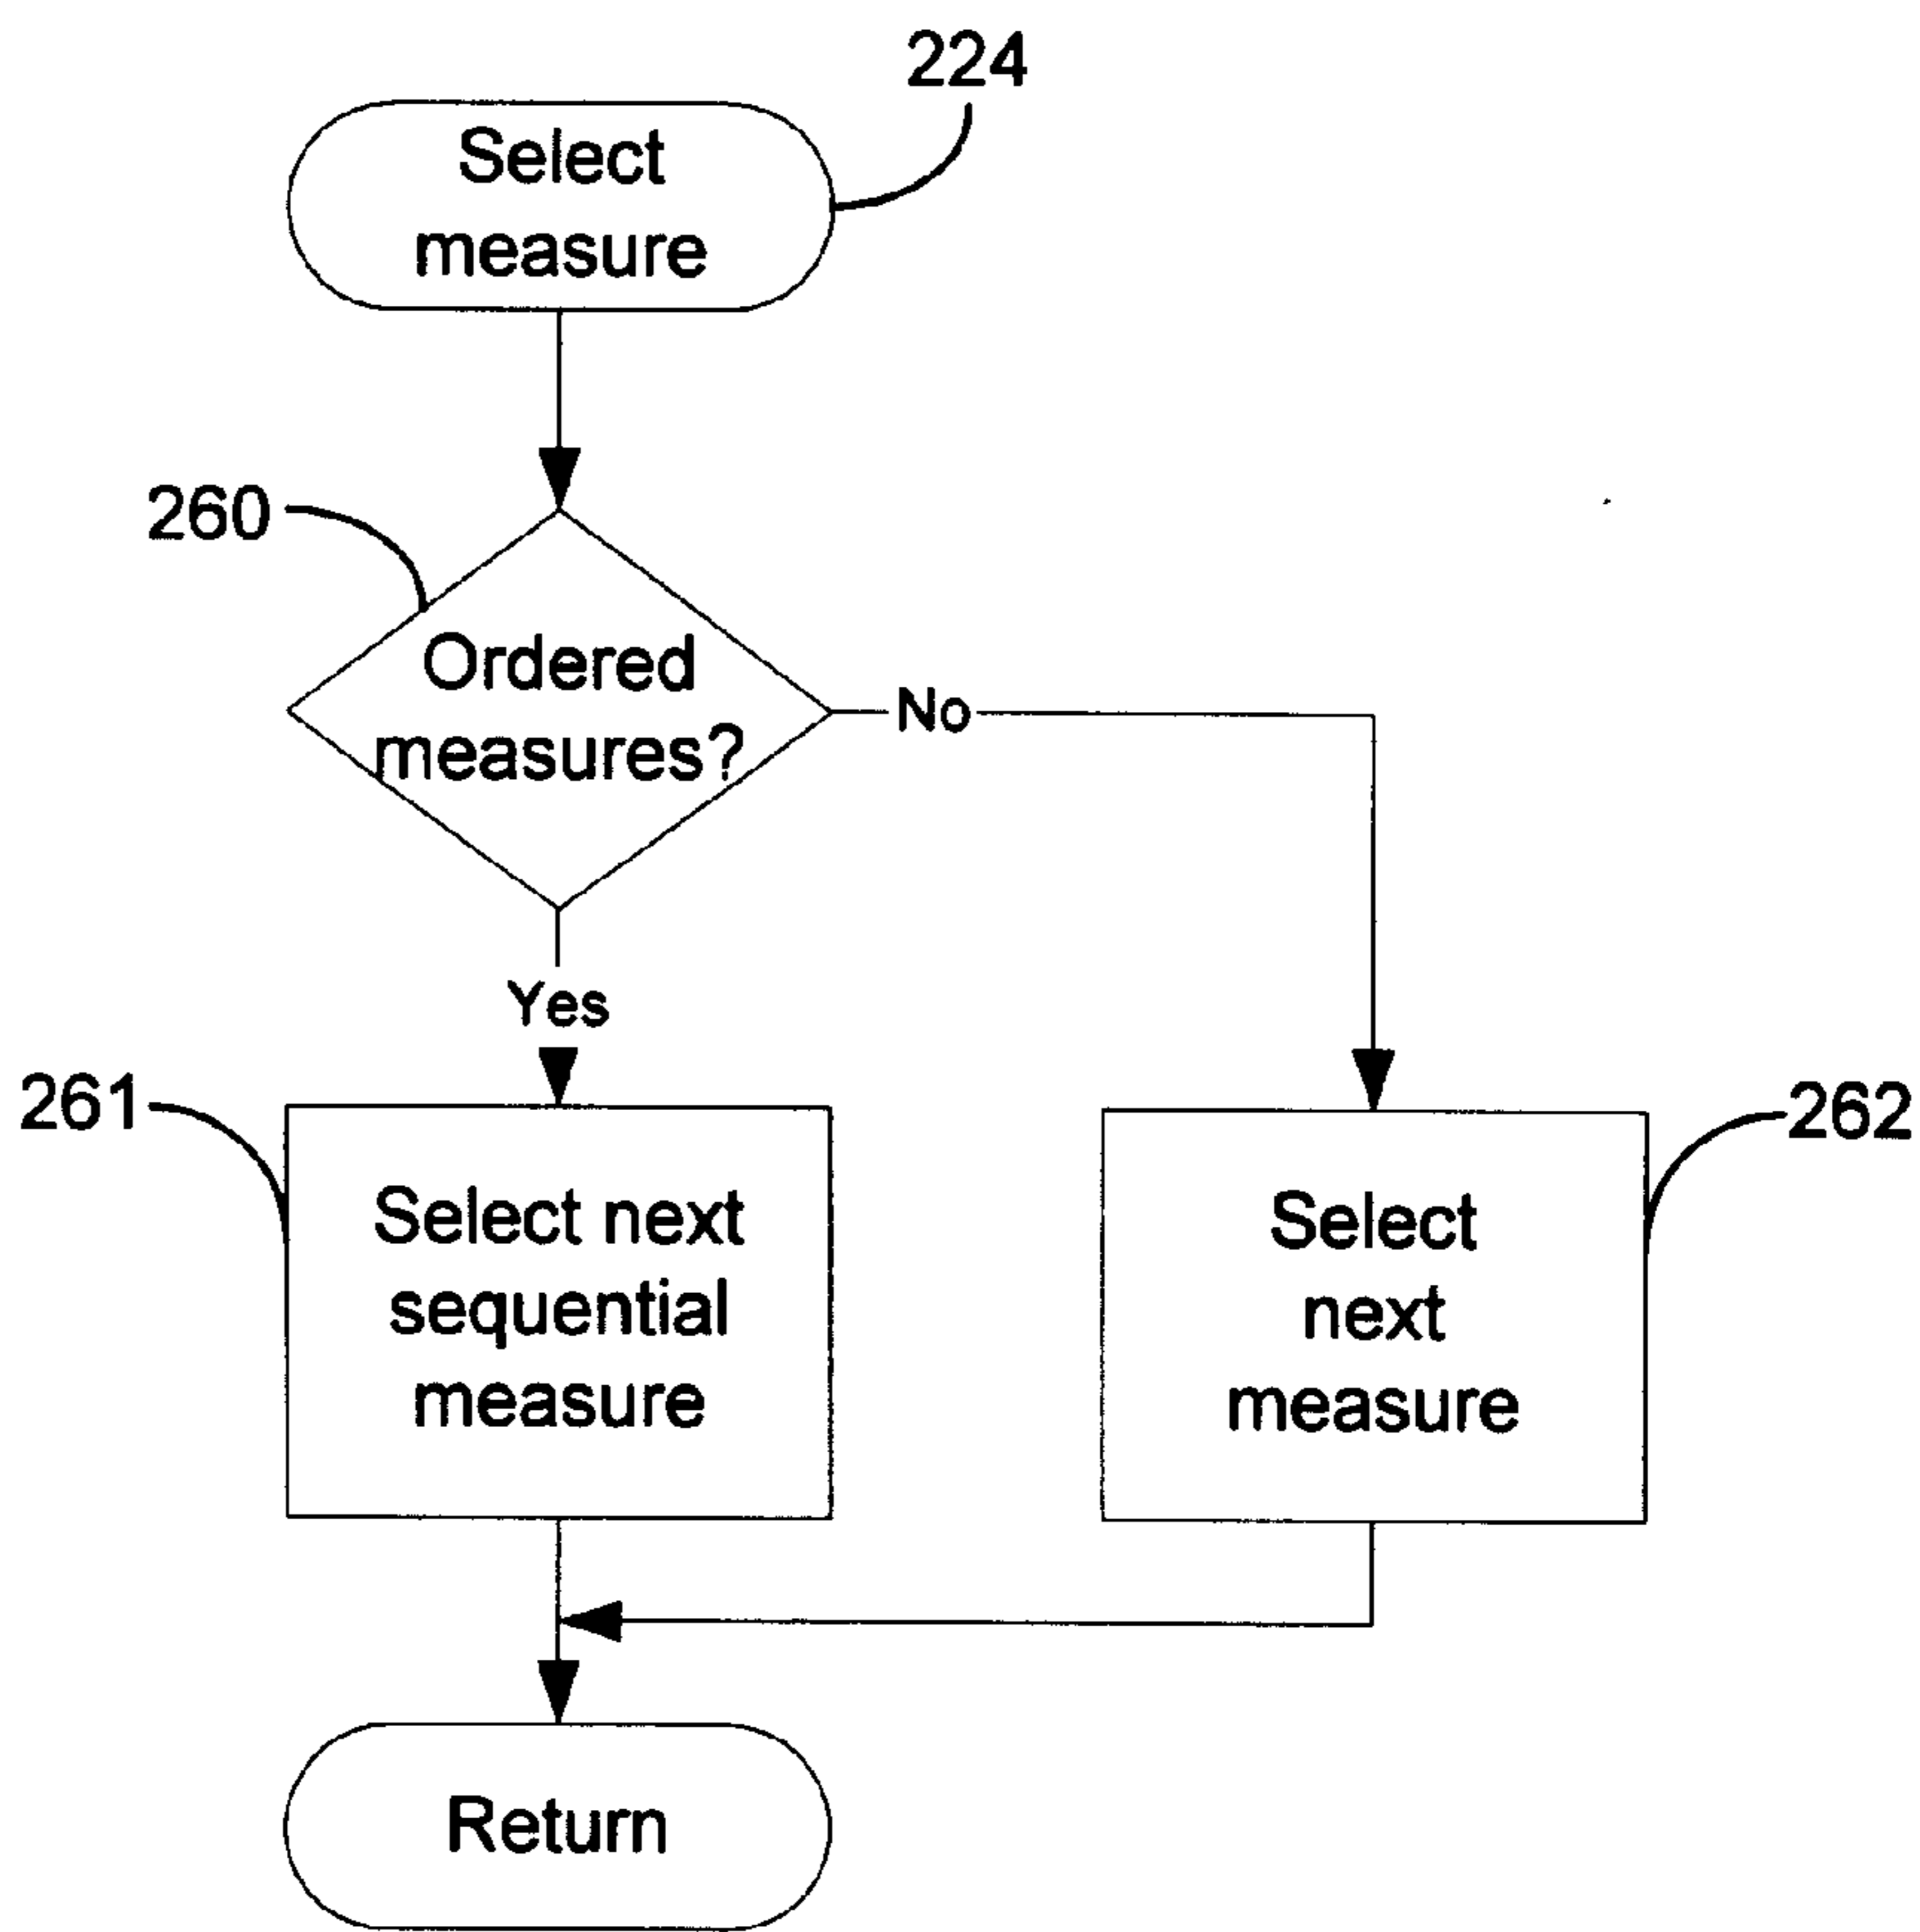 224
Select
measure
260
Ordered
measures?
No
Yes
261
Select next
sequential
measure
262
Select
next
measure
Return